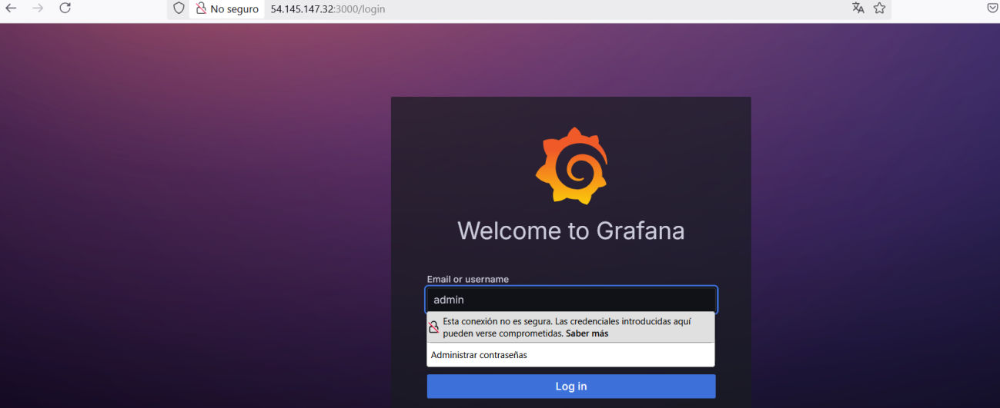 No seguro 54.145.147.32:3000/login
Welcome to Grafana
Email or username
admin
Esta conexión no es segura. Las credenciales introducidas aquí
pueden verse comprometidas. Saber más
Administrar contraseñas
Log in